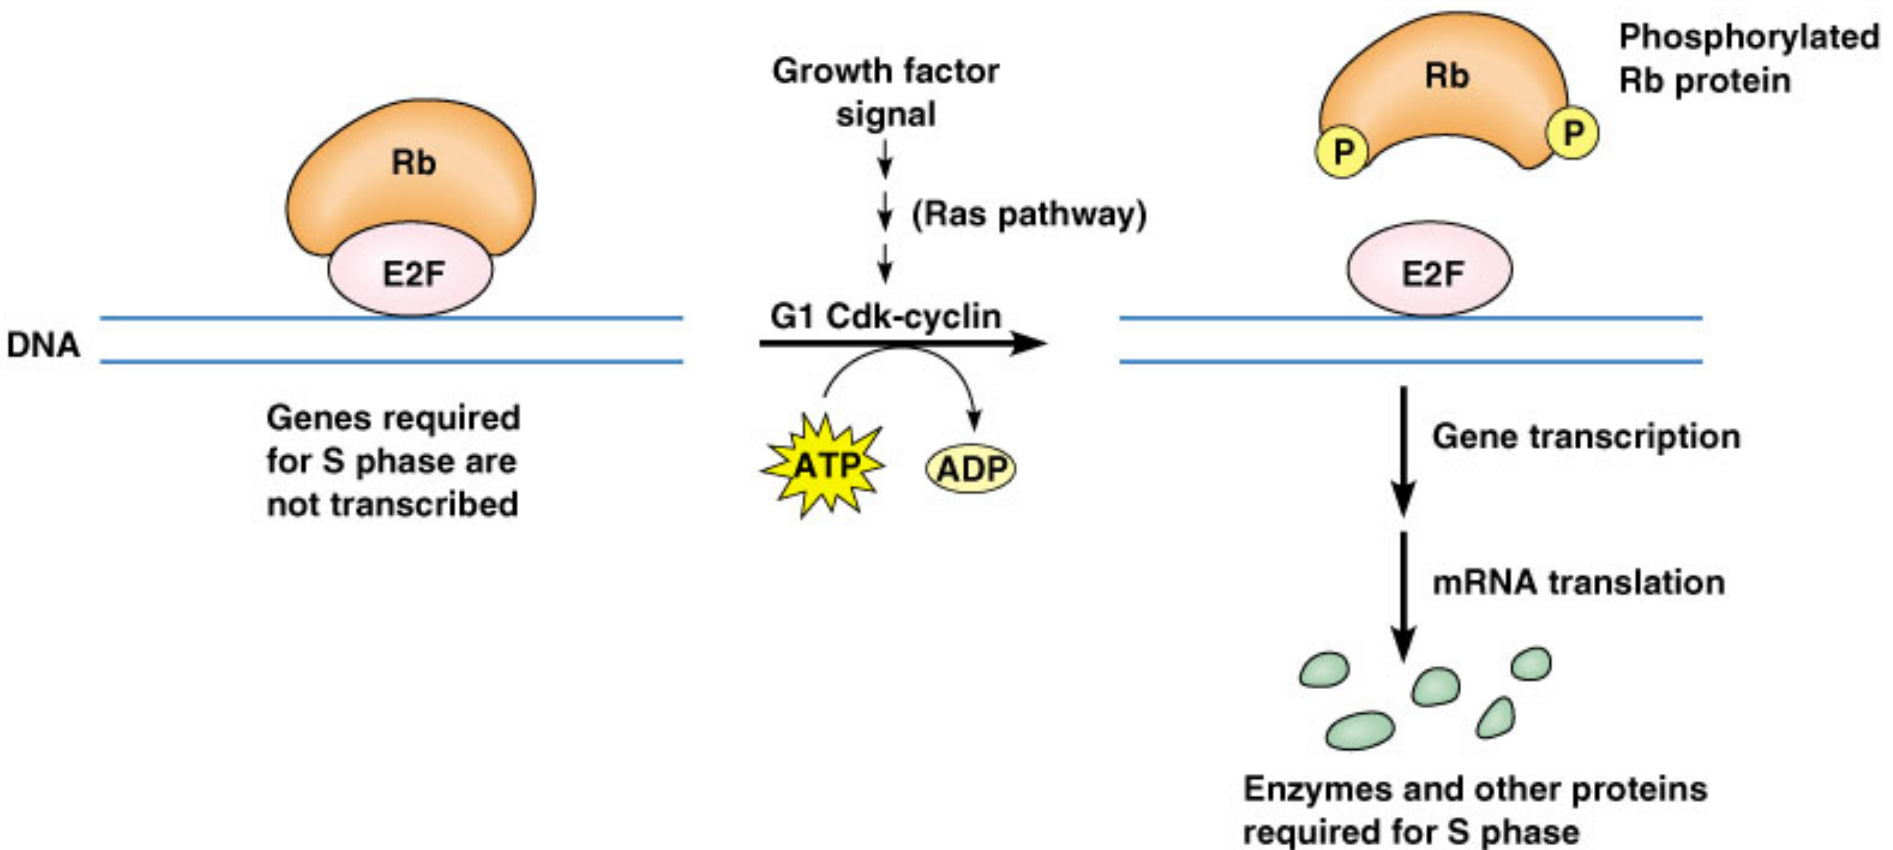 Rb
E2F
DNA
Genes required
for S phase are
not transcribed
Growth factor
signal
(Ras pathway)
G1 Cdk-cyclin
ATP
ADP
Rb
P
P
Phosphorylated
Rb protein
E2F
Gene transcription
mRNA translation
Enzymes and other proteins
required for S phase